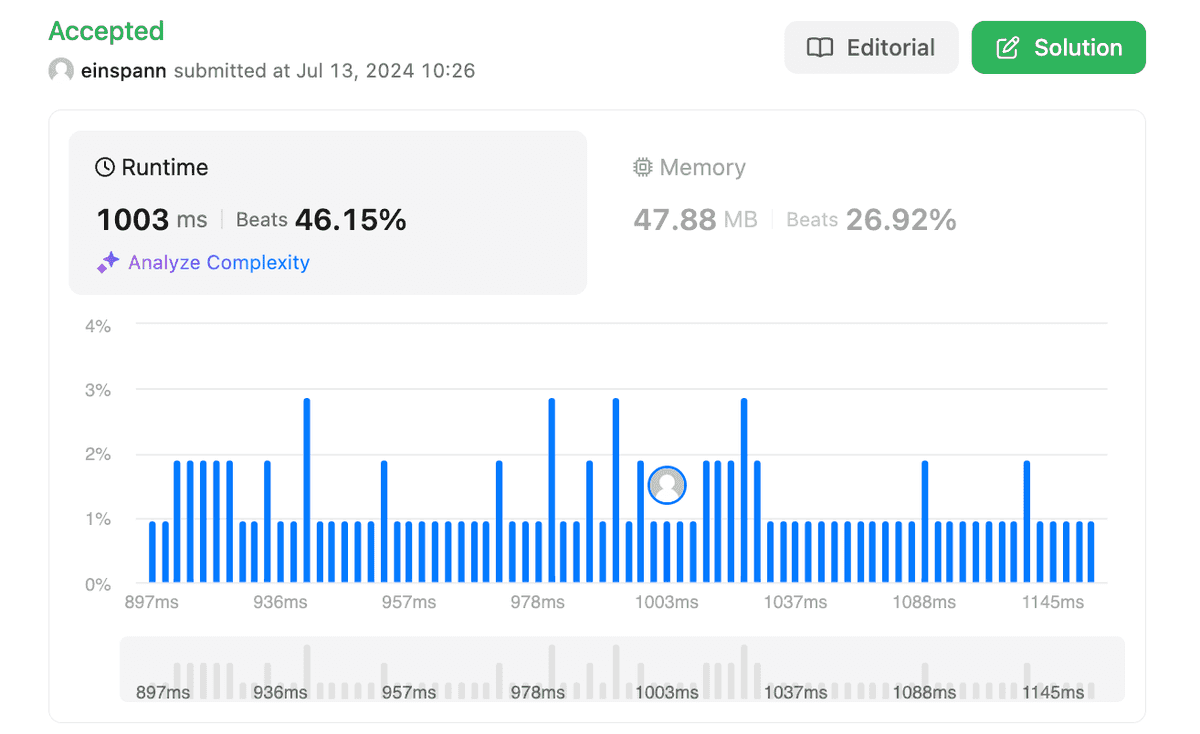 Accepted
einspann submitted at Jul 13, 2024 10:26
Editorial
Solution
Runtime
1003 ms Beats 46.15%
Analyze Complexity
Memory
47.88 MB Beats 26.92%
4%
3%
2%
1%
0%
897ms 936ms 957ms 978ms 1003ms 1037ms 1088ms 1145ms
897ms 936ms 957ms 978ms 1003ms 1037ms 1088ms 1145ms